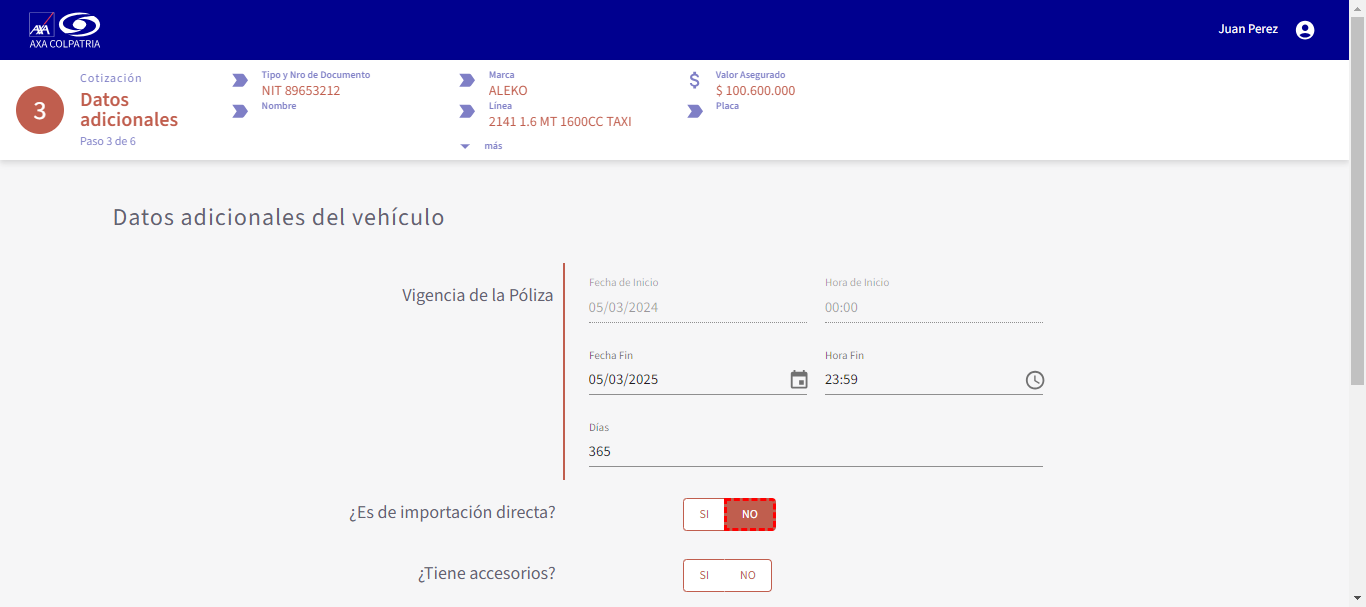 AXA
AXA COLPATRIA
Juan Perez
3
Cotización
Datos
adicionales
Paso 3 de 6
Tipo y Nro de Documento
NIT 89653212
Nombre
Marca
ALEKO
Línea
2141 1.6 MT 1600CC TAXI
más
$
Valor Asegurado
$ 100.600.000
Placa
Datos adicionales del vehículo
Vigencia de la Póliza
Fecha de Inicio
05/03/2024
Hora de Inicio
00:00
Fecha Fin
05/03/2025
Hora Fin
23:59
Días
365
¿Es de importación directa?
SI
NO
¿Tiene accesorios?
SI
NO